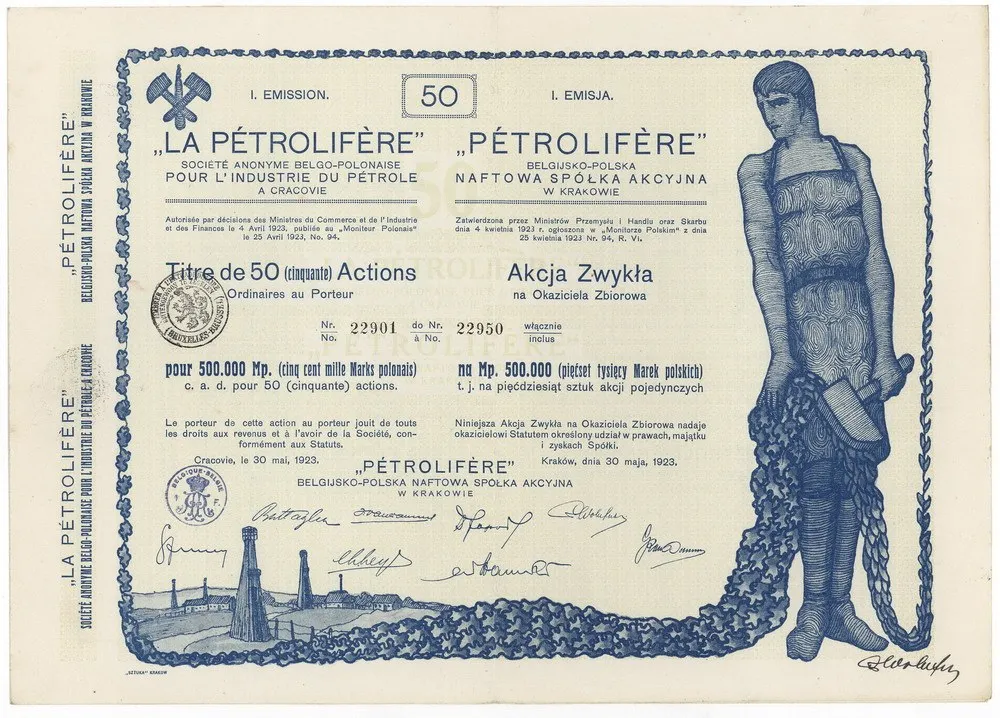 I. EMISSION.
50
I. EMISJA.
„LA PÉTROLIFÈRE”
SOCIÉTÉ ANONYME BELGO-POLONAISE
POUR L'INDUSTRIE DU PÉTROLE
A CRACOVIE
„PÉTROLIFÈRE”
BELGIJSKO-POLSKA
NAFTOWA SPÓŁKA AKCYJNA
W KRAKOWIE
Autorisée par décisions des Ministres du Commerce et de l'Industrie
et des Finances le 4 Avril 1923. publiée au „Moniteur Polonais”
le 25 Avril 1923, No. 94.
Zatwierdzona przez Ministrów Przemysłu i Handlu oraz Skarbu
dnia 4 kwietnia 1923 r. ogłoszona w „Monitorze Polskim” z dnia
25 kwietnia 1923 Nr. 94, R. VI.
Titre de 50 (cinquante) Actions
Ordinaires au Porteur
Akcja Zwykła
na Okaziciela Zbiorowa
Nr. 22901 do Nr. 22950 włącznie
No. à No. inclus
pour 500.000 Mp. (cinq cent mille Marks polonais)
c. a. d. pour 50 (cinquante) actions.
na Mp. 500.000 (pięćset tysięcy Marek polskich)
t. j. na pięćdziesiąt sztuk akcji pojedynczych
Le porteur de cette action au porteur jouit de touts
les droits aux revenus et à l'avoir de la Société, con-
formément aux Statuts.
Niniejsza Akcja Zwykła na Okaziciela Zbiorowa nadaje
okazicielowi Statutem określony udział w prawach, majątku
i zyskach Spółki.
Cracovie, le 30 mai, 1923.
Kraków, dnia 30 maja, 1923.
„PÉTROLIFÈRE”
BELGIJSKO-POLSKA NAFTOWA SPÓŁKA AKCYJNA
W KRAKOWIE
BELGIQUE-BELGIË
„SZTUKA” KRAKÓW
„PÉTROLIFÈRE”
BELGIJSKO-POLSKA NAFTOWA SPÓŁKA AKCYJNA W KRAKOWIE
„LA PÉTROLIFÈRE”
SOCIÉTÉ ANONYME BELGO-POLONAISE POUR L'INDUSTRIE DU PÉTROLE A CRACOVIE